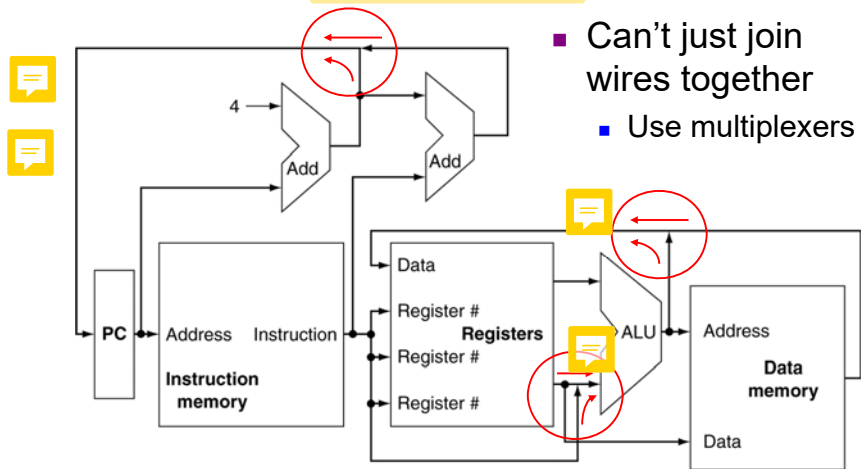 Can't just join
wires together
Use multiplexers
4
Add
Add
Data
Register #
Registers
Register #
Register #
PC
Address
Instruction
Instruction
memory
ALU
Address
Data
memory
Data